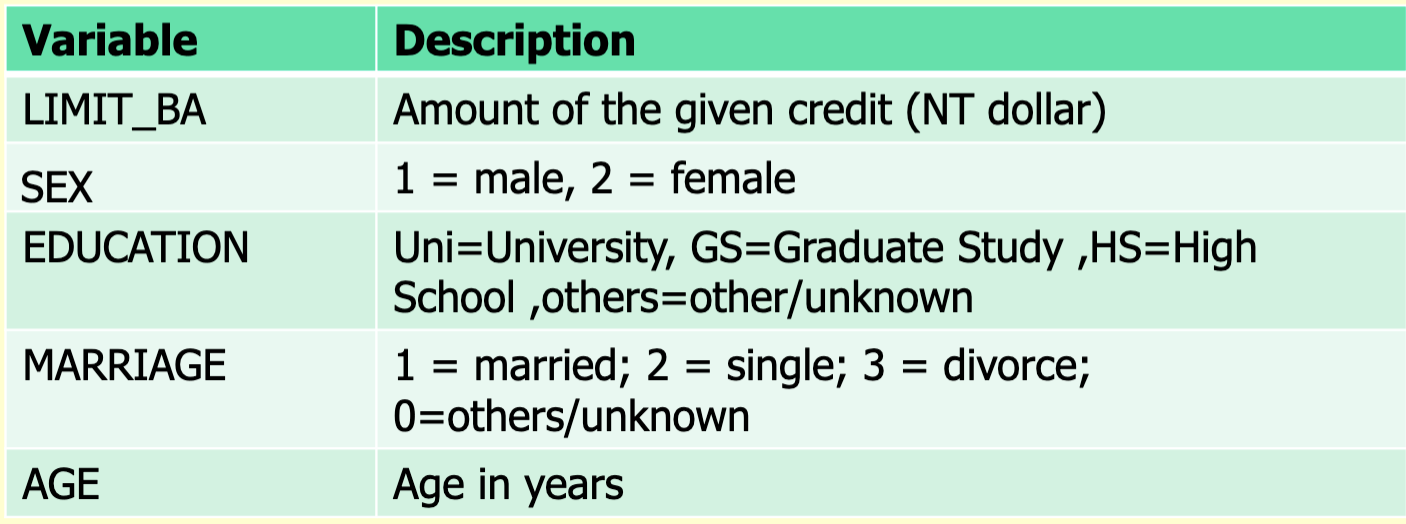 Variable Description
LIMIT_BA Amount of the given credit (NT dollar)
SEX 1 = male, 2 = female
EDUCATION Uni=University, GS=Graduate Study ,HS=High
School ,others=other/unknown
MARRIAGE 1 = married; 2 = single; 3 = divorce;
0=others/unknown
AGE Age in years